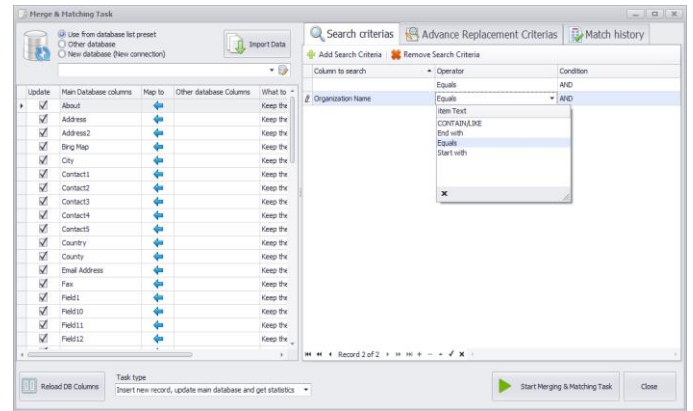 Merge & Matching Task
Use from database list preset
Other database
New database (New connection)
Import Data
Update Main Database columns Map to Other database Columns What to
About Keep the
Address Keep the
Address2 Keep the
Bing Map Keep the
City Keep the
Contact1 Keep the
Contact2 Keep the
Contact3 Keep the
Contact4 Keep the
Contact5 Keep the
Country Keep the
County Keep the
Email Address Keep the
Fax Keep the
Field1 Keep the
Field10 Keep the
Field11 Keep the
Field12 Keep the
Search criterias Advance Replacement Criterias Match history
Add Search Criteria Remove Search Criteria
Column to search Operator Condition
Equals AND
Organization Name Equals AND
Item Text
CONTAIN/LIKE
End with
Equals
Start with
x
Record 2 of 2
Reload DB Columns
Task type
Insert new record, update main database and get statistics
Start Merging & Matching Task
Close